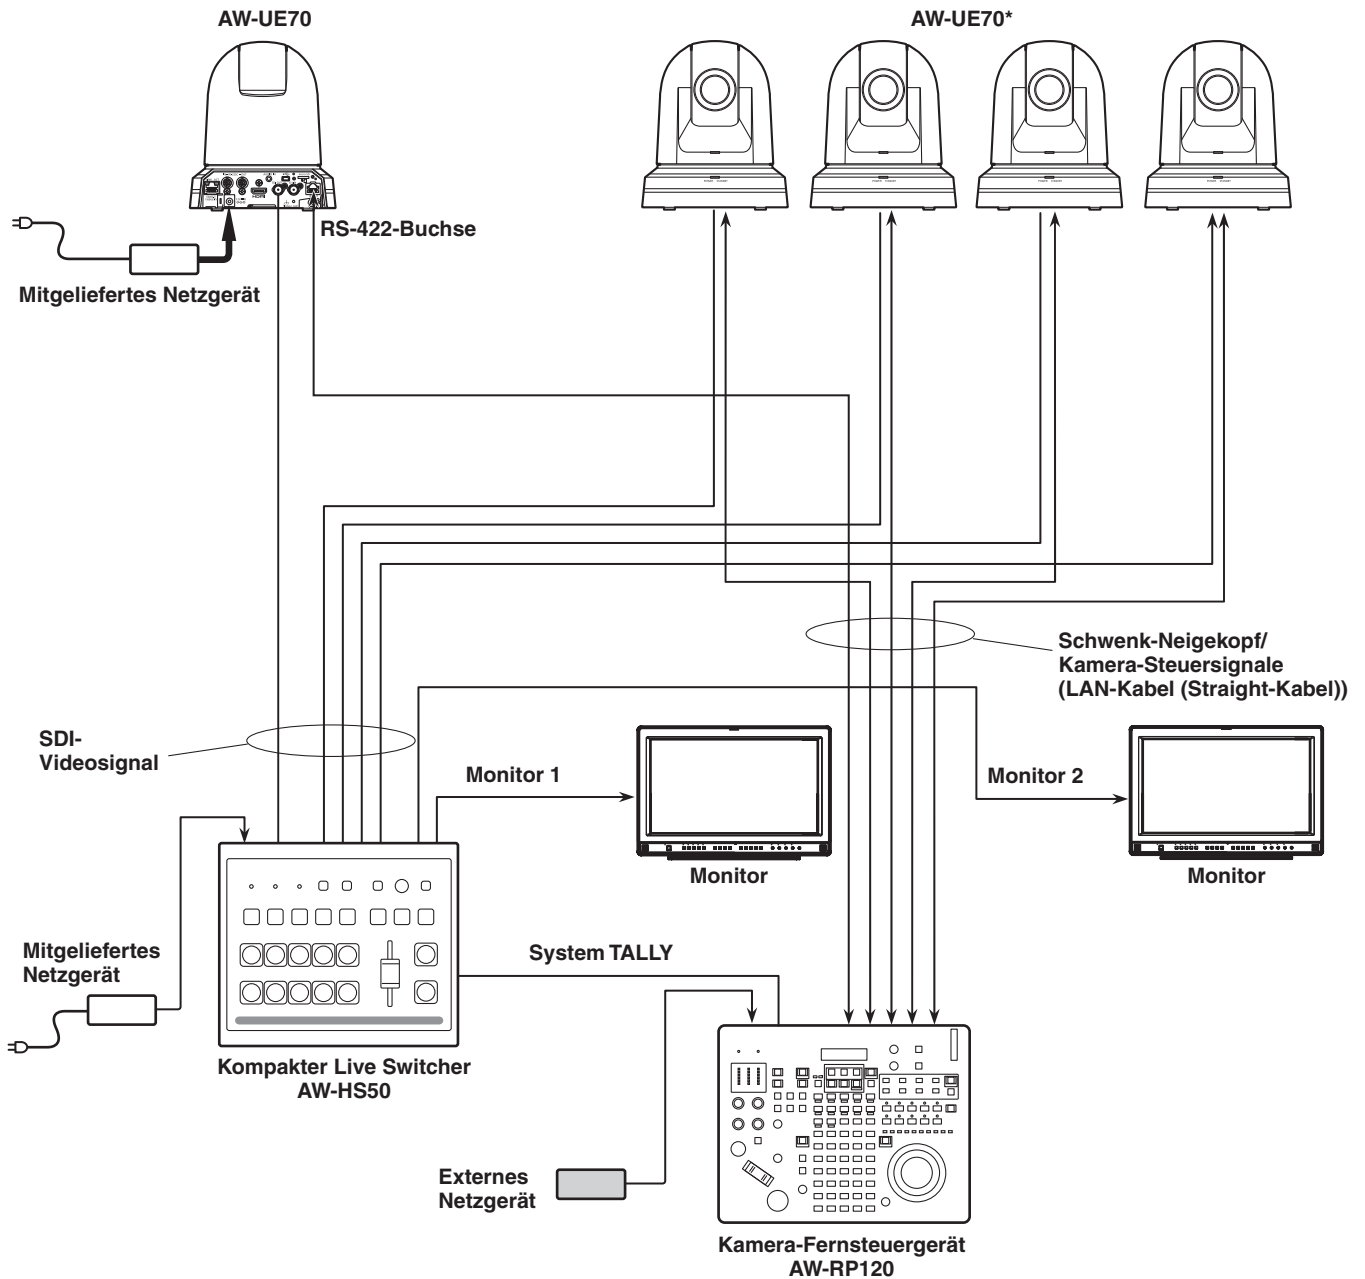 AW-UE70
AW-UE70*
RS-422-Buchse
Mitgeliefertes Netzgerät
Schwenk-Neigekopf/
Kamera-Steuersignale
(LAN-Kabel (Straight-Kabel))
SDI-
Videosignal
Monitor 1
Monitor 2
Monitor
Monitor
Mitgeliefertes
Netzgerät
System TALLY
Kompakter Live Switcher
AW-HS50
Externes
Netzgerät
Kamera-Fernsteuergerät
AW-RP120